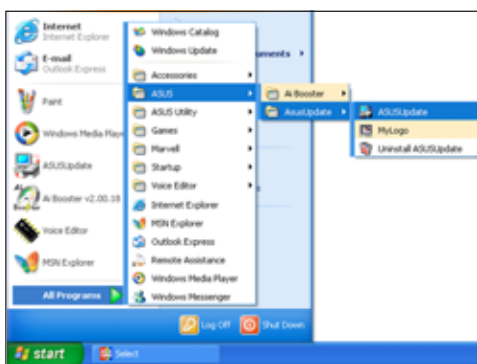 Internet
Internet Explorer
E-mail
Outlook Express
Paint
Windows Media Play
ASUSUpdate
Ai Booster v2.00.18
Voice Editor
MSN Explorer
All Programs
Windows Catalog
Windows Update
Accessories
ASUS
ASUS Utility
Games
Marvell
Startup
Voice Editor
Internet Explorer
MSN Explorer
Outlook Express
Remote Assistance
Windows Media Player
Windows Messenger
uments
Ai Booster
AsusUpdate
ASUSUpdate
MyLogo
Uninstall ASUSUpdate
Log Off
Shut Down
start
Select